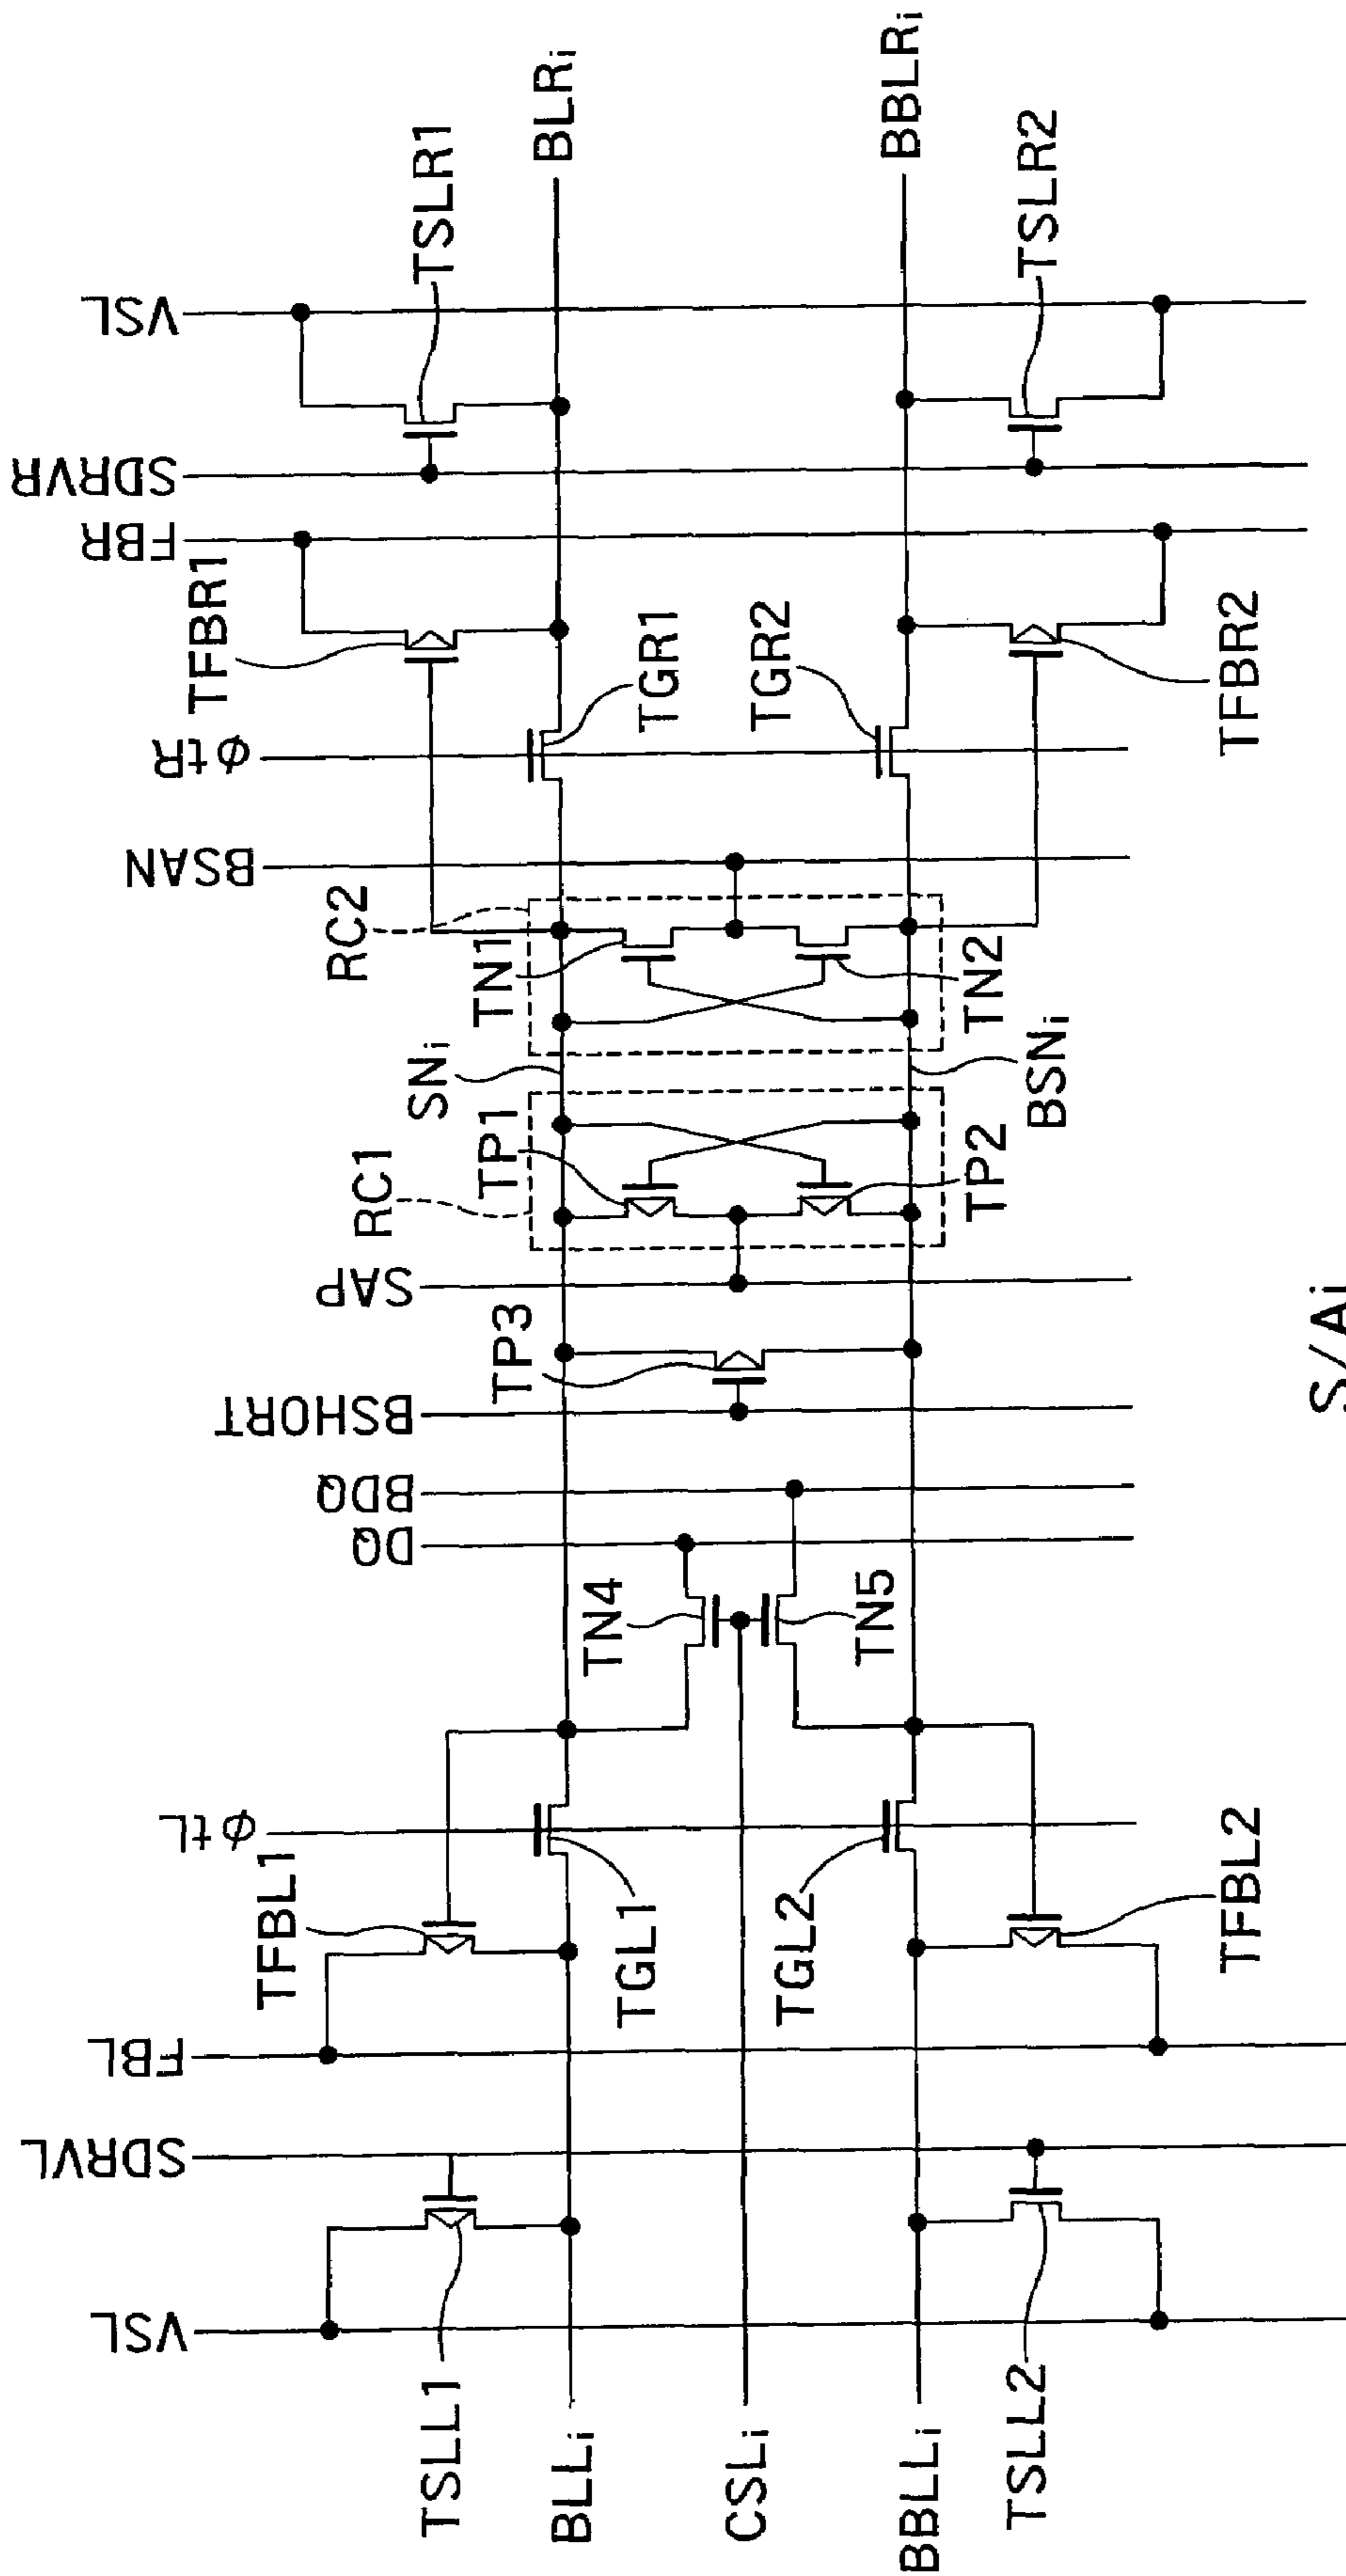 VSL
SDRVL
FBL
φtL
DQ
BDQ
BSHORT
SAP
BSAN
φtR
FBR
SDRVR
VSL
TSLL1
TFBL1
TP3
RC1
RC2
TFBR1
TSLR1
TN4
TP1
SNi
TN1
BLLi
TGL1
TGR1
BLRi
CSLi
BBLLi
TGL2
TN5
TGR2
BBLRi
TP2
BSNi
TN2
TSLL2
TFBL2
TFBR2
TSLR2
S/Ai